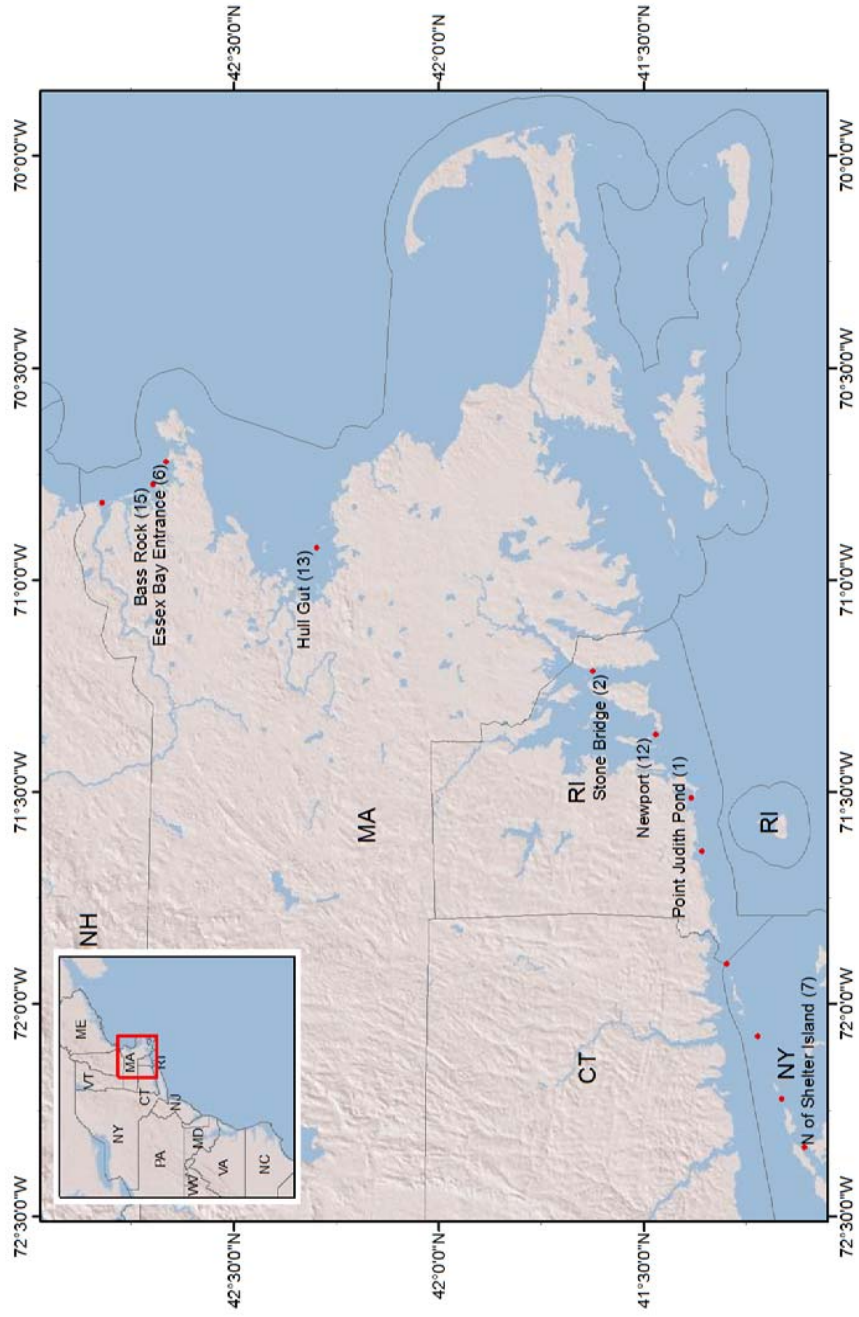 72°30'0"W
72°0'0"W
71°30'0"W
71°0'0"W
70°30'0"W
70°0'0"W
42°30'0"N
42°0'0"N
41°30'0"N
NH
MA
CT
RI
RI
NY
Bass Rock (15)
Essex Bay Entrance (6)
Hull Gut (13)
Stone Bridge (2)
Newport (12)
Point Judith Pond (1)
N of Shelter Island (7)
ME
VT
NY
MA
CT
RI
PA
NJ
MD
WV
VA
NC
42°30'0"N
42°0'0"N
41°30'0"N
72°30'0"W
72°0'0"W
71°30'0"W
71°0'0"W
70°30'0"W
70°0'0"W